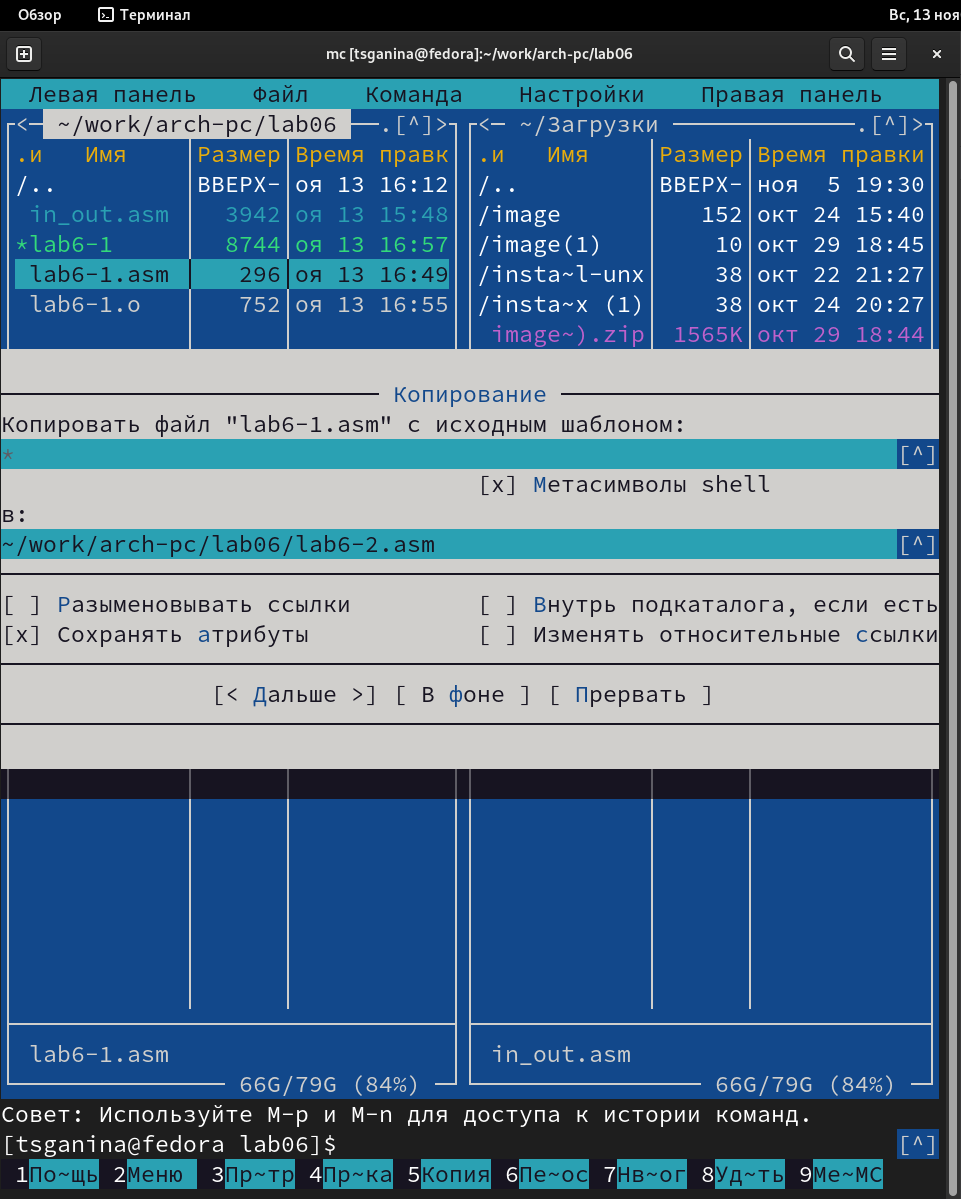 Обзор Терминал Вс, 13 ноя
mc [tsganina@fedora]:~/work/arch-pc/lab06
Левая панель Файл Команда Настройки Правая панель
<─ ~/work/arch-pc/lab06 ──.[^]> <─ ~/Загрузки ──.[^]>
.и Имя Размер Время правк .и Имя Размер Время правки
/.. ВВЕРХ- оя 13 16:12 /.. ВВЕРХ- ноя 5 19:30
in_out.asm 3942 оя 13 15:48 /image 152 окт 24 15:40
*lab6-1 8744 оя 13 16:57 /image(1) 10 окт 29 18:45
lab6-1.asm 296 оя 13 16:49 /insta~l-unx 38 окт 22 21:27
lab6-1.o 752 оя 13 16:55 /insta~x (1) 38 окт 24 20:27
image~).zip 1565K окт 29 18:44
Копирование
Копировать файл "lab6-1.asm" с исходным шаблоном:
* [^]
[x] Метасимволы shell
в:
~/work/arch-pc/lab06/lab6-2.asm [^]
[ ] Разыменовывать ссылки [ ] Внутрь подкаталога, если есть
[x] Сохранять атрибуты [ ] Изменять относительные ссылки
[< Дальше >] [ В фоне ] [ Прервать ]
lab6-1.asm in_out.asm
66G/79G (84%) 66G/79G (84%)
Совет: Используйте M-p и M-n для доступа к истории команд.
[tsganina@fedora lab06]$ [^]
1По~щь 2Меню 3Пр~тр 4Пр~ка 5Копия 6Пе~ос 7Нв~ог 8Уд~ть 9Ме~МС